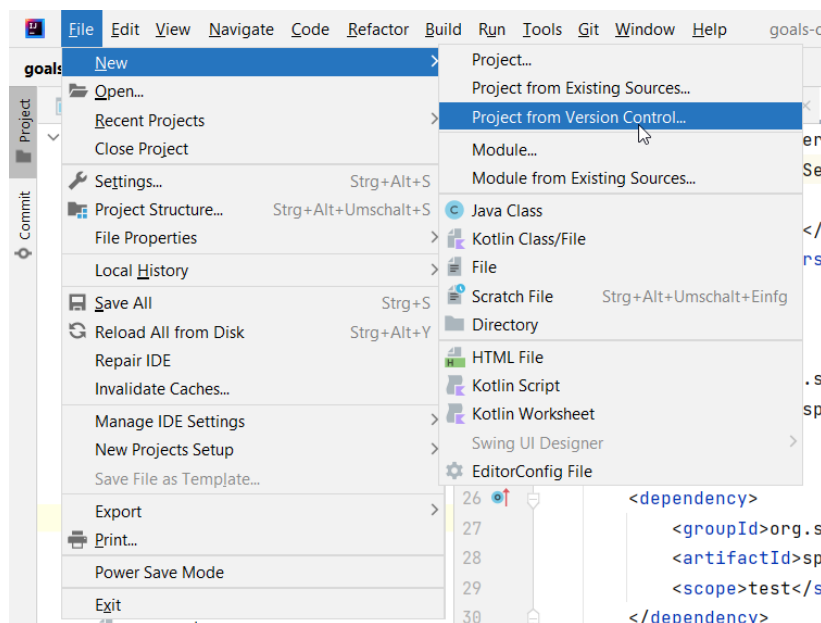 File Edit View Navigate Code Refactor Build Run Tools Git Window Help goals-c
goals
Project
Commit
New
Open...
Recent Projects
Close Project
Settings... Strg+Alt+S
Project Structure... Strg+Alt+Umschalt+S
File Properties
Local History
Save All Strg+S
Reload All from Disk Strg+Alt+Y
Repair IDE
Invalidate Caches...
Manage IDE Settings
New Projects Setup
Save File as Template...
Export
Print...
Power Save Mode
Exit
Project...
Project from Existing Sources...
Project from Version Control...
Module...
Module from Existing Sources...
Java Class
Kotlin Class/File
File
Scratch File Strg+Alt+Umschalt+Einfg
Directory
HTML File
Kotlin Script
Kotlin Worksheet
Swing UI Designer
EditorConfig File
er
Se
</
rs
.s
sp
26 <dependency>
27 <groupId>org.s
28 <artifactId>sp
29 <scope>test</s
30 </dependency>